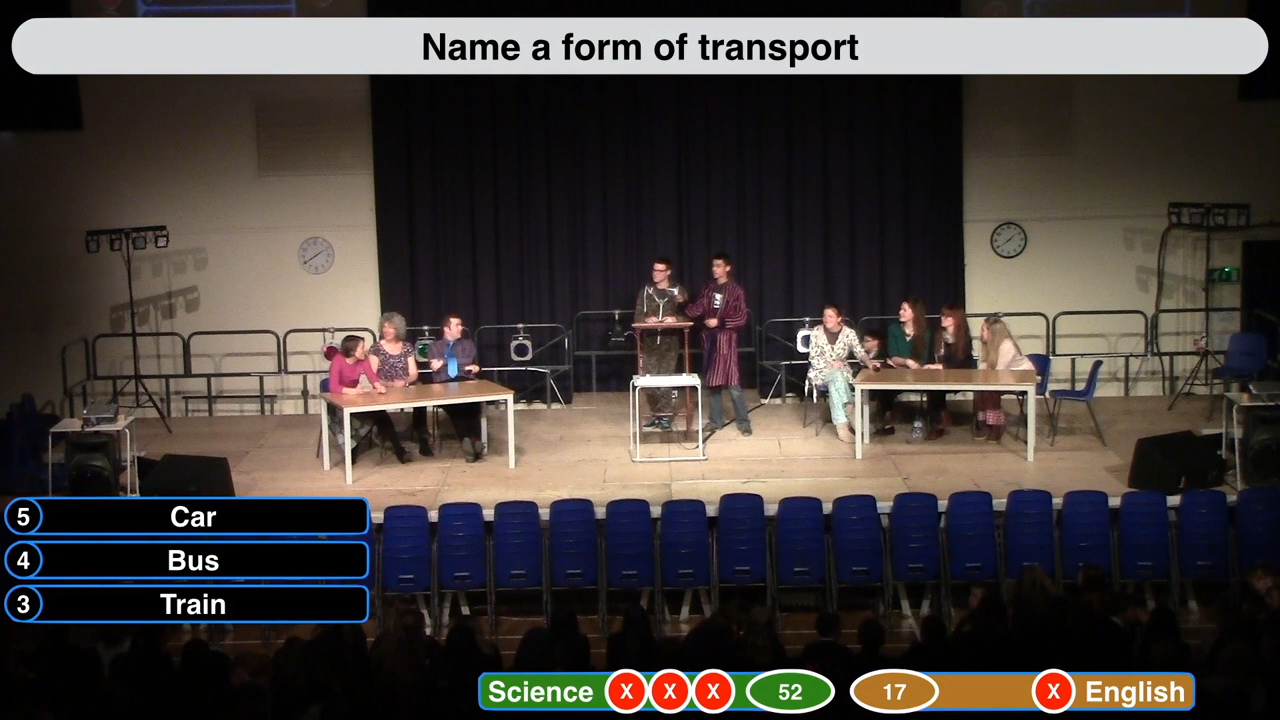 Name a form of transport
5 Car
4 Bus
3 Train
Science X X X 52 17 X English